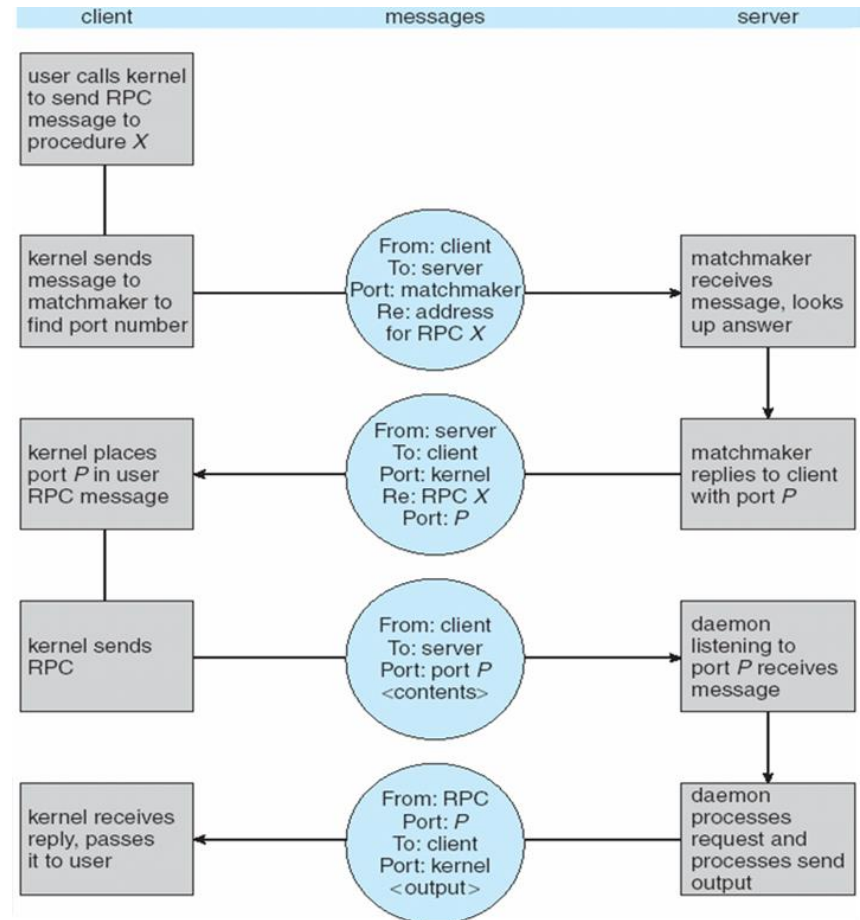 client
messages
server
user calls kernel
to send RPC
message to
procedure X
kernel sends
message to
matchmaker to
find port number
From: client
To: server
Port: matchmaker
Re: address
for RPC X
matchmaker
receives
message, looks
up answer
kernel places
port P in user
RPC message
From: server
To: client
Port: kernel
Re: RPC X
Port: P
matchmaker
replies to client
with port P
kernel sends
RPC
From: client
To: server
Port: port P
<contents>
daemon
listening to
port P receives
message
kernel receives
reply, passes
it to user
From: RPC
Port: P
To: client
Port: kernel
<output>
daemon
processes
request and
processes send
output